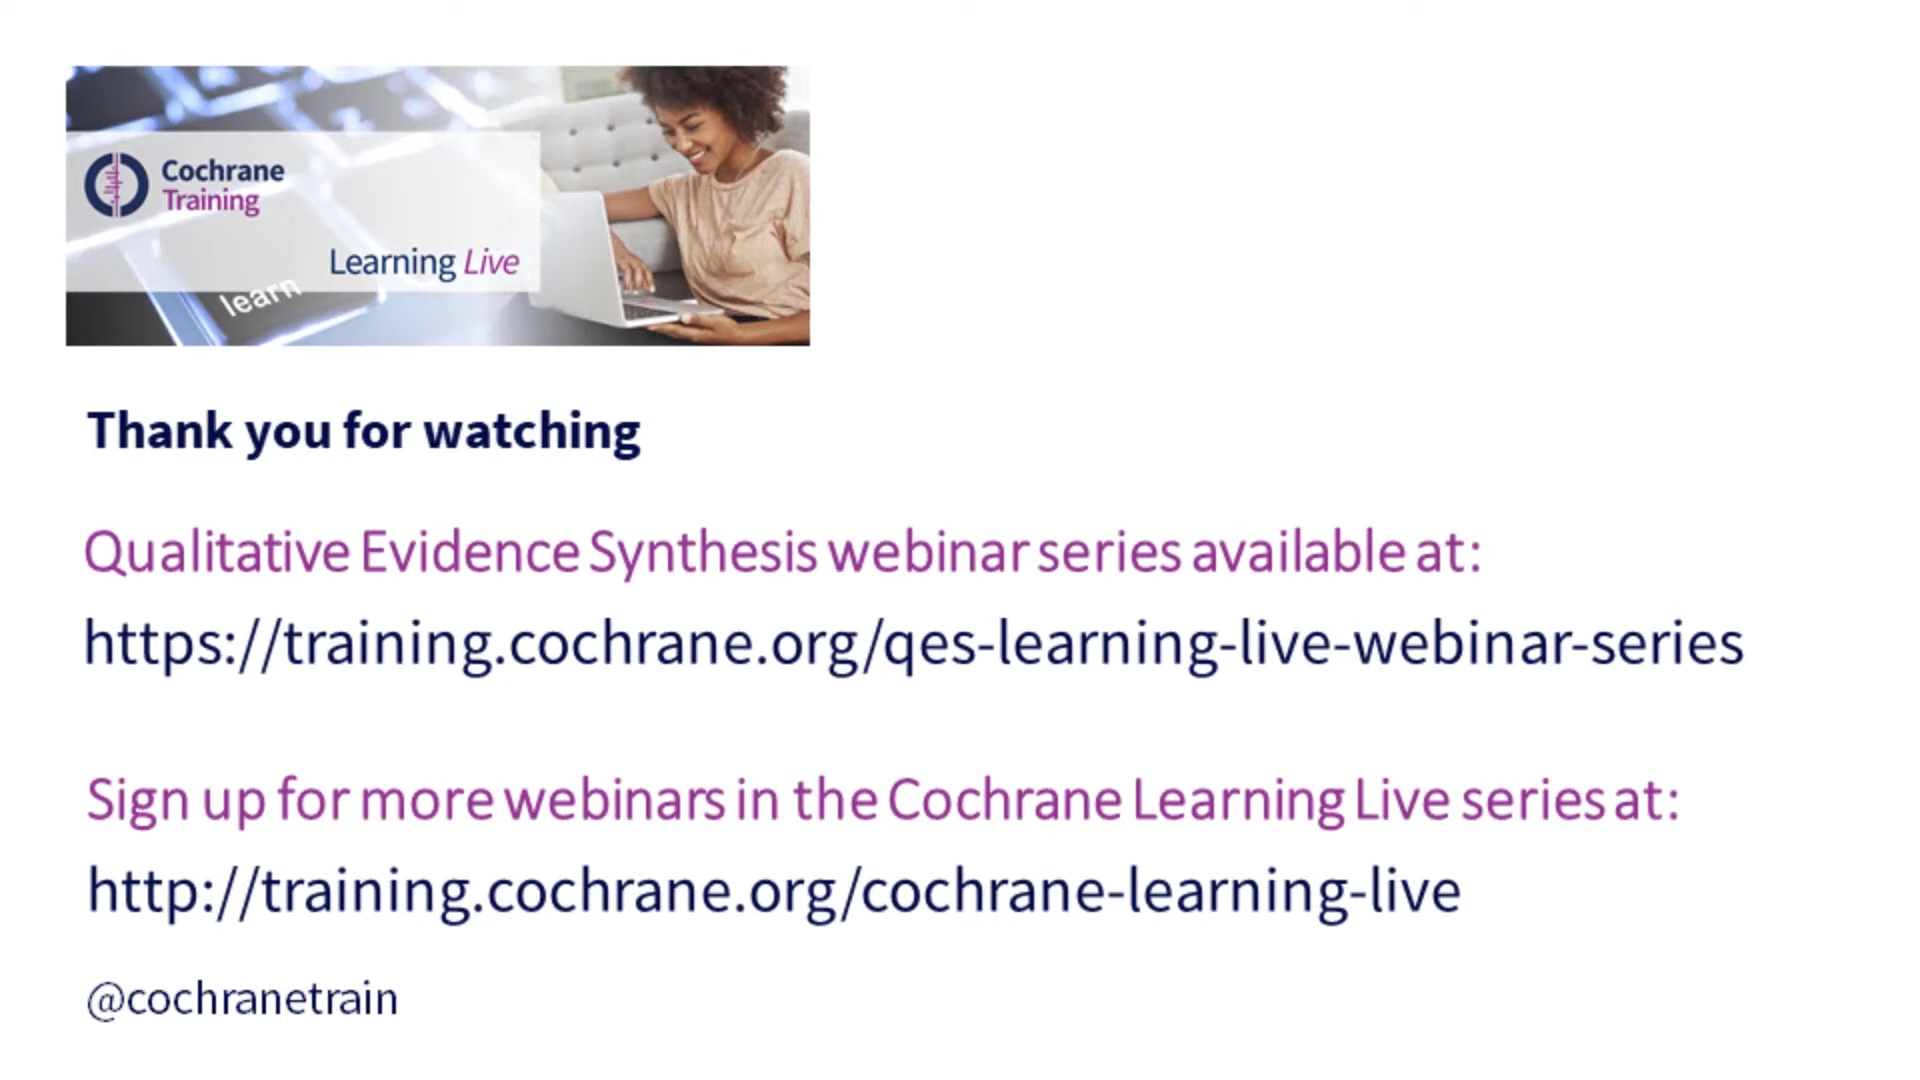 Cochrane
Training
Learning Live
learn
Thank you for watching
Qualitative Evidence Synthesis webinar series available at:
https://training.cochrane.org/qes-learning-live-webinar-series
Sign up for more webinars in the Cochrane Learning Live series at:
http://training.cochrane.org/cochrane-learning-live
@cochranetrain